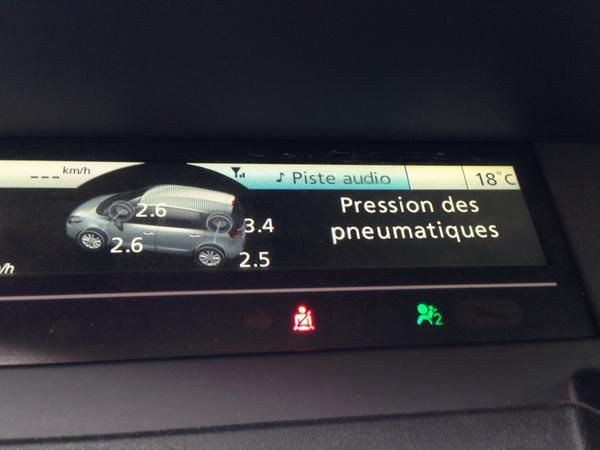 --- km/h
♪ Piste audio
18°C
2.6
3.4
2.6
2.5
Pression des
pneumatiques
/h
2